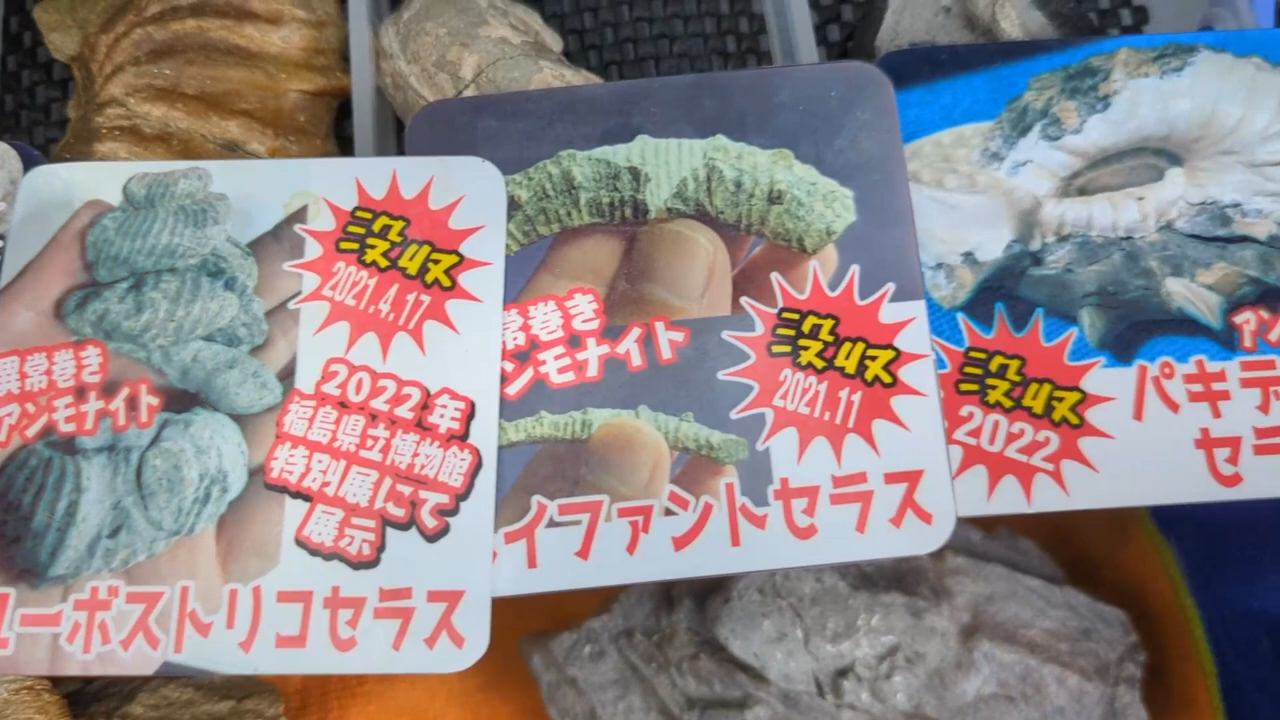 没収
2021.4.17
異常巻き
アンモナイト
2022年
福島県立博物館
特別展にて
展示
ユーボストリコセラス
常巻き
ンモナイト
没収
2021.11
イファントセラス
没収
2022
アン
パキデ
セラ